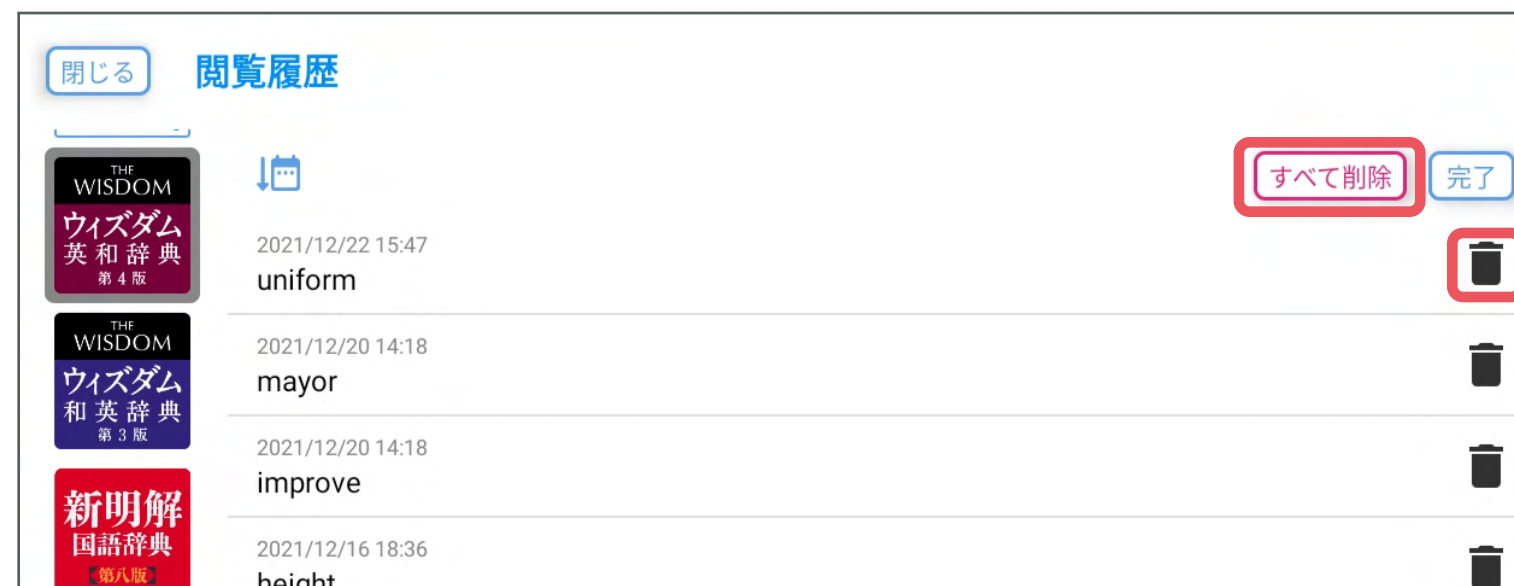 閉じる
閲覧履歴
すべて削除
完了
THE
WISDOM
ウィズダム
英和辞典
第4版
2021/12/22 15:47
uniform
THE
WISDOM
ウィズダム
和英辞典
第3版
2021/12/20 14:18
mayor
2021/12/20 14:18
improve
新明解
国語辞典
【第八版】
2021/12/16 18:36
height